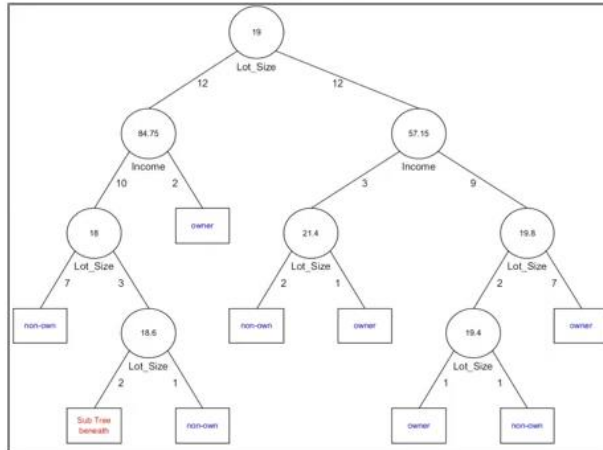 19
Lot_Size
12
12
84.75
57.15
Income
Income
10
2
3
9
18
owner
21.4
19.8
Lot_Size
Lot_Size
Lot_Size
7
3
2
1
2
7
non-own
18.6
non-own
owner
19.4
owner
Lot_Size
Lot_Size
2
1
1
1
Sub Tree
beneath
non-own
owner
non-own